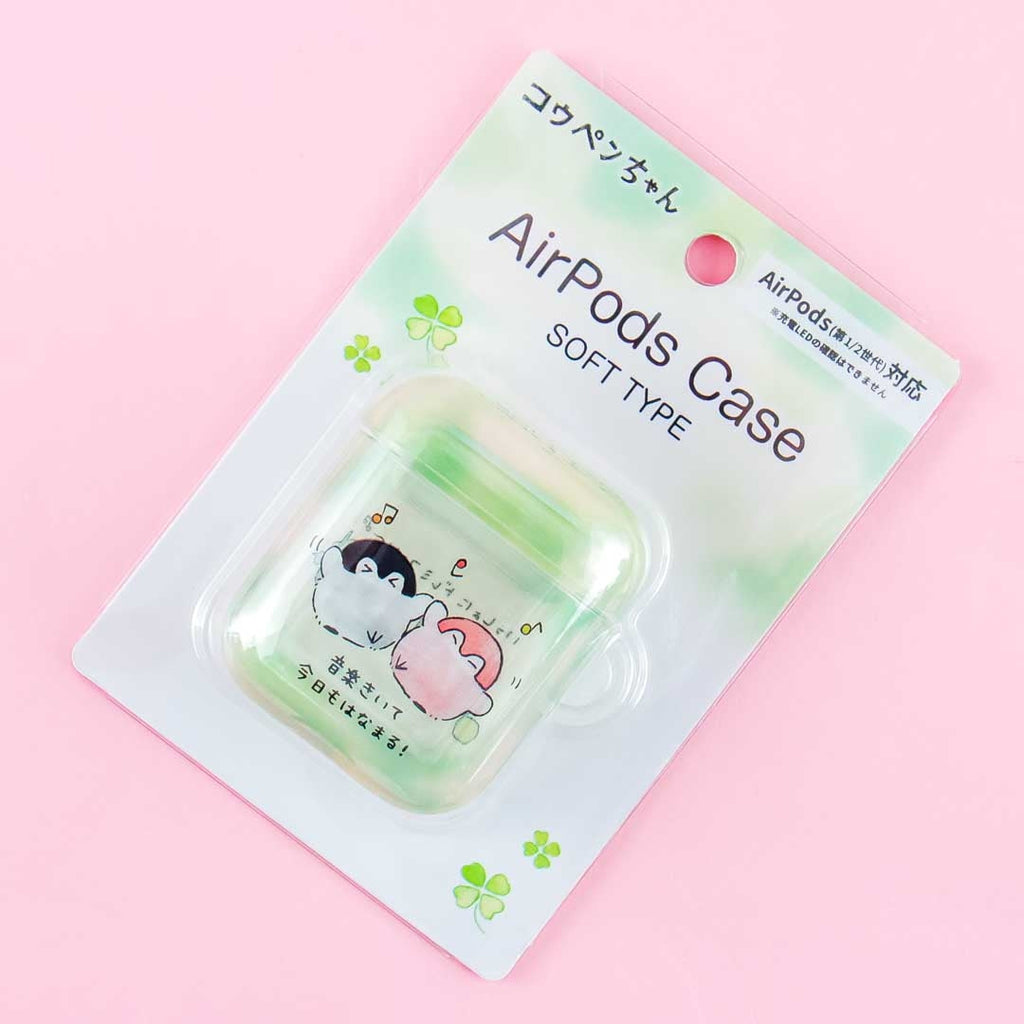 コウペンちゃん
AirPods Case
SOFT TYPE
AirPods(第1/2世代)対応
※充電LEDの確認はできません
音楽きいて
今日もはなまる!